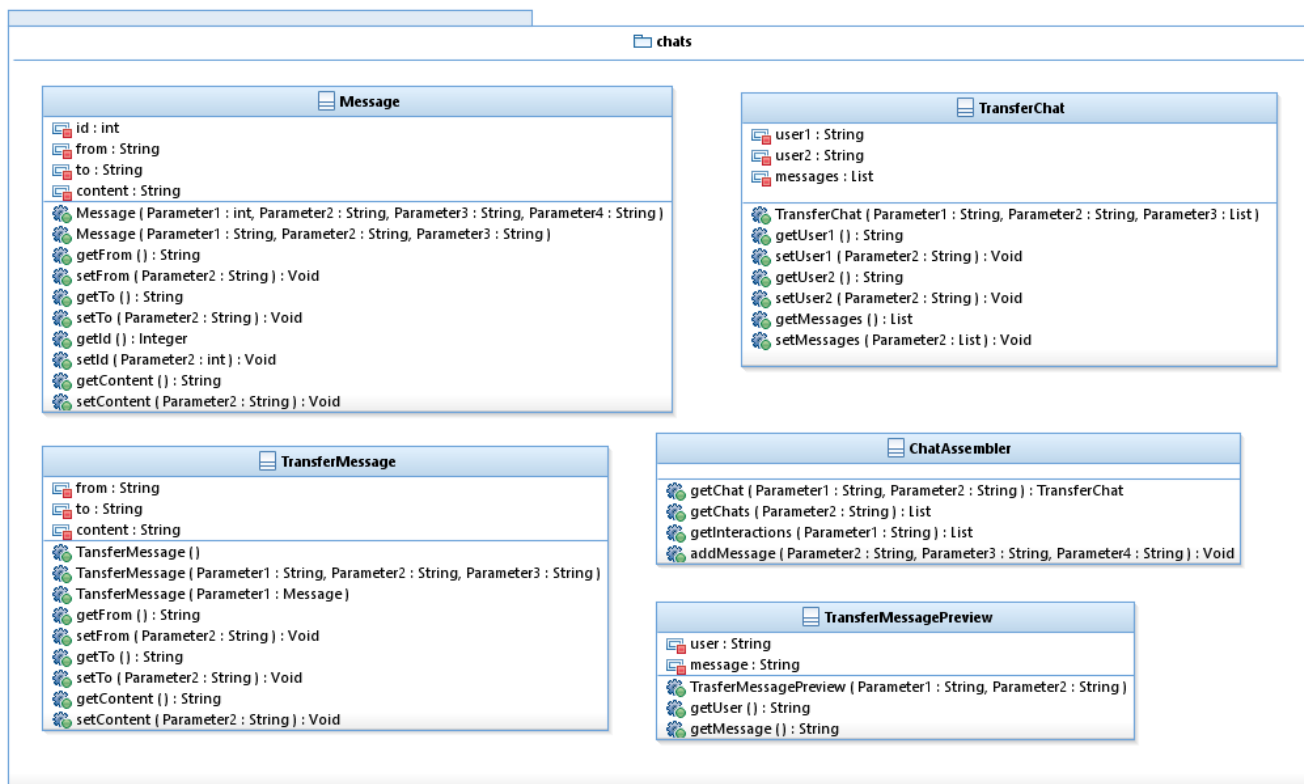 chats
Message
id : int
from : String
to : String
content : String
Message ( Parameter1 : int, Parameter2 : String, Parameter3 : String, Parameter4 : String )
Message ( Parameter1 : String, Parameter2 : String, Parameter3 : String )
getFrom ( ) : String
setFrom ( Parameter2 : String ) : Void
getTo ( ) : String
setTo ( Parameter2 : String ) : Void
getId ( ) : Integer
setId ( Parameter2 : int ) : Void
getContent ( ) : String
setContent ( Parameter2 : String ) : Void
TransferChat
user1 : String
user2 : String
messages : List
TransferChat ( Parameter1 : String, Parameter2 : String, Parameter3 : List )
getUser1 ( ) : String
setUser1 ( Parameter2 : String ) : Void
getUser2 ( ) : String
setUser2 ( Parameter2 : String ) : Void
getMessages ( ) : List
setMessages ( Parameter2 : List ) : Void
TransferMessage
from : String
to : String
content : String
TansferMessage ( )
TansferMessage ( Parameter1 : String, Parameter2 : String, Parameter3 : String )
TansferMessage ( Parameter1 : Message )
getFrom ( ) : String
setFrom ( Parameter2 : String ) : Void
getTo ( ) : String
setTo ( Parameter2 : String ) : Void
getContent ( ) : String
setContent ( Parameter2 : String ) : Void
ChatAssembler
getChat ( Parameter1 : String, Parameter2 : String ) : TransferChat
getChats ( Parameter2 : String ) : List
getInteractions ( Parameter1 : String ) : List
addMessage ( Parameter2 : String, Parameter3 : String, Parameter4 : String ) : Void
TransferMessagePreview
user : String
message : String
TrasferMessagePreview ( Parameter1 : String, Parameter2 : String )
getUser ( ) : String
getMessage ( ) : String